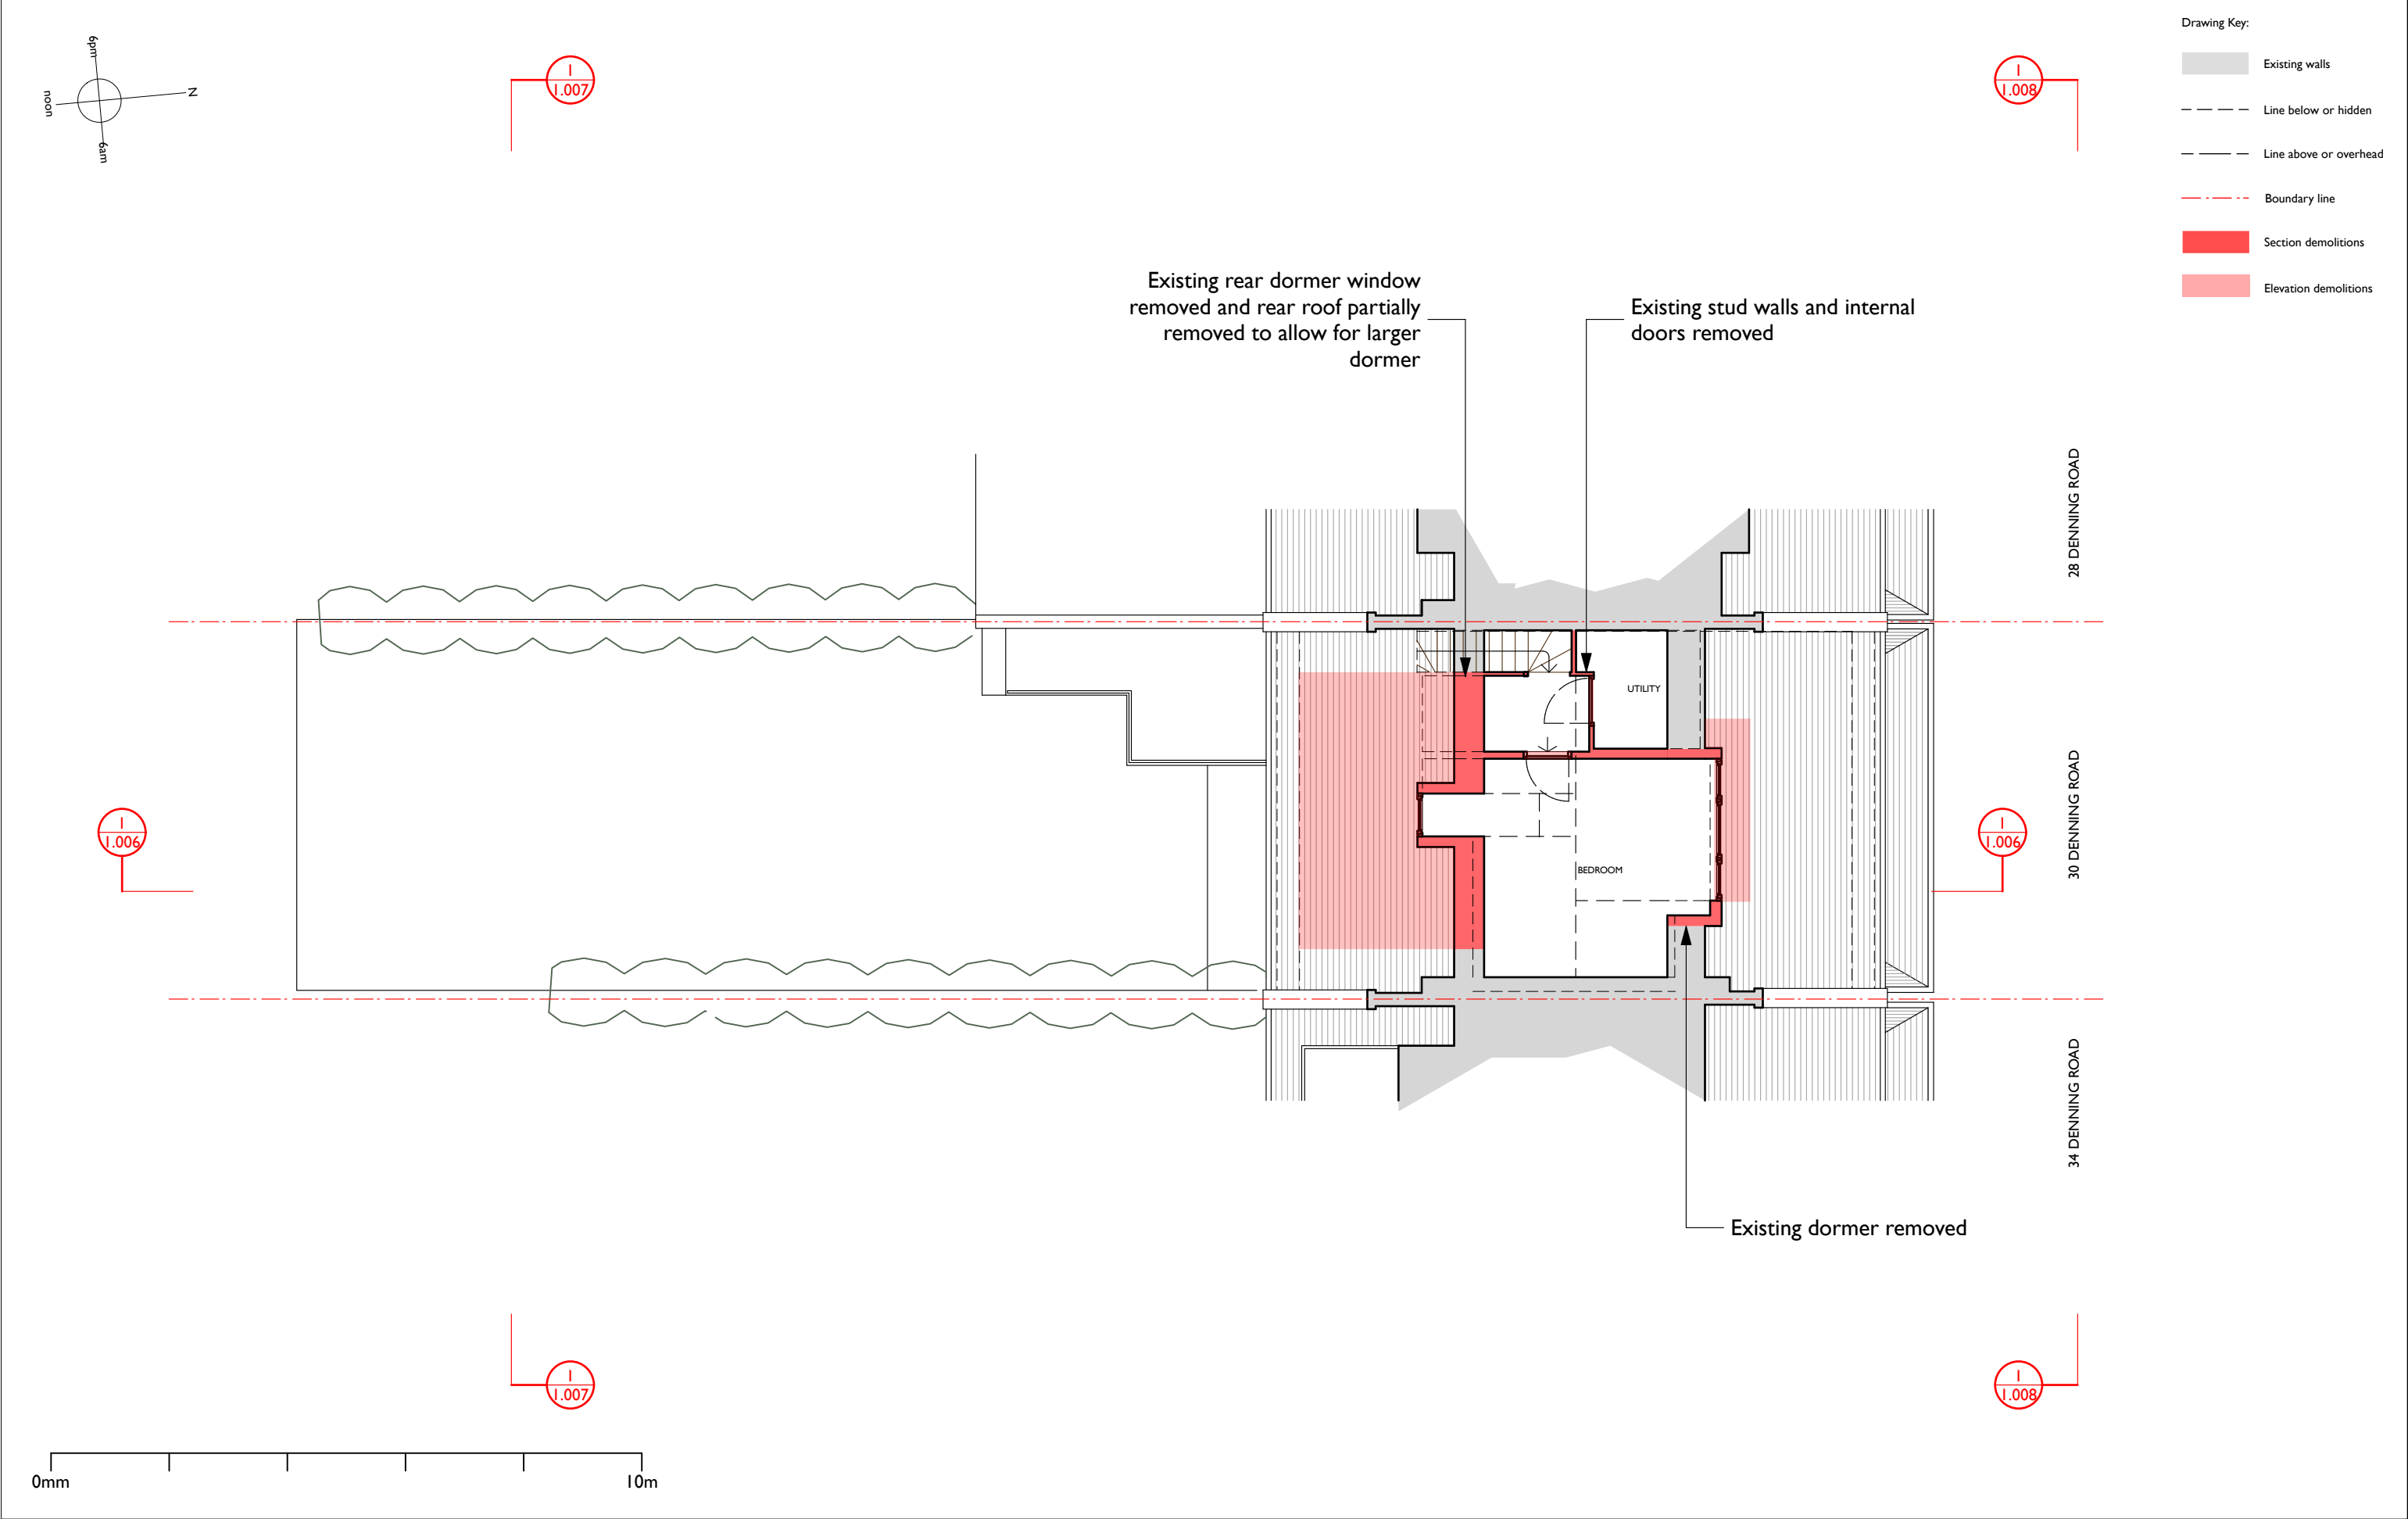 6pm
noon
N
6am
1
1.007
1
1.008
Drawing Key:
Existing walls
Line below or hidden
Line above or overhead
Boundary line
Section demolitions
Elevation demolitions
Existing rear dormer window
removed and rear roof partially
removed to allow for larger
dormer
Existing stud walls and internal
doors removed
28 DENNING ROAD
UTILITY
30 DENNING ROAD
1
1.006
1
1.006
BEDROOM
34 DENNING ROAD
Existing dormer removed
1
1.007
1
1.008
0mm
10m